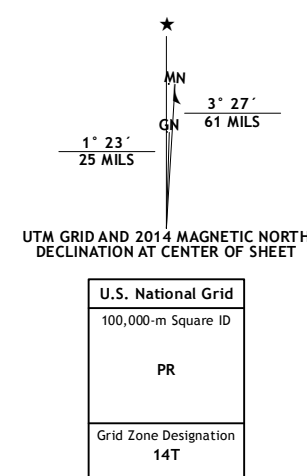 ★
MN
3° 27´
61 MILS
GN
1° 23´
25 MILS
UTM GRID AND 2014 MAGNETIC NORTH
DECLINATION AT CENTER OF SHEET
U.S. National Grid
100,000-m Square ID
PR
Grid Zone Designation
14T